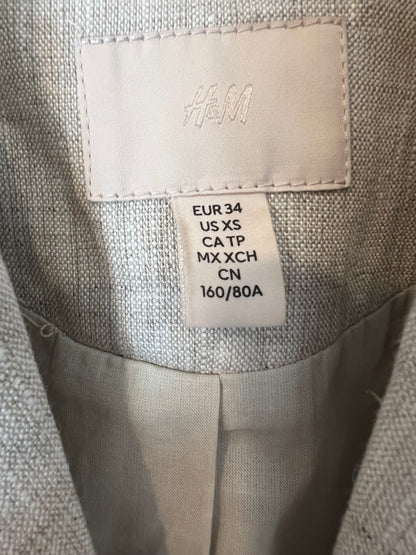 H&M
EUR 34
US XS
CA TP
MX XCH
CN
160/80A